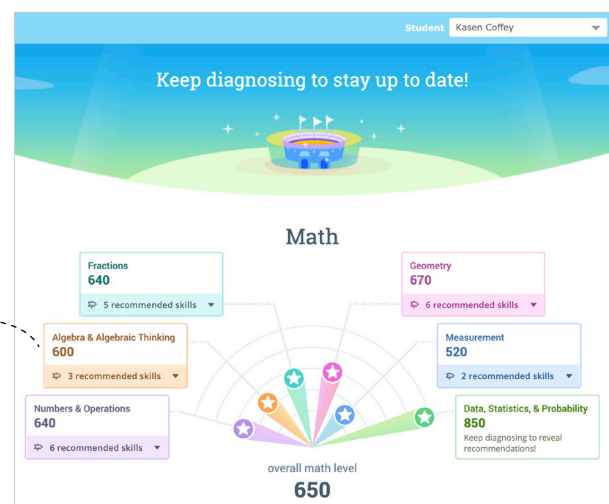 Student Kasen Coffey
Keep diagnosing to stay up to date!
Math
Fractions
640
5 recommended skills
Geometry
670
6 recommended skills
Algebra & Algebraic Thinking
600
3 recommended skills
Measurement
520
2 recommended skills
Numbers & Operations
640
6 recommended skills
Data, Statistics, & Probability
850
Keep diagnosing to reveal
recommendations!
overall math level
650